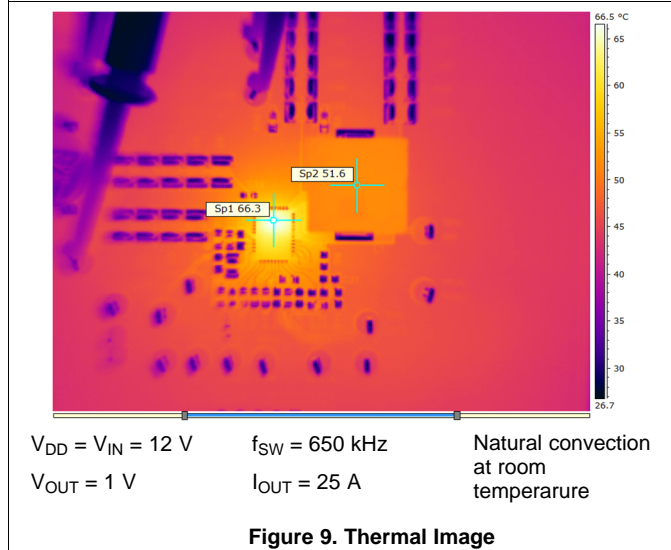 66.5 °C
65
60
55
50
45
40
35
30
26.7
Sp2 51.6
Sp1 66.3
V_DD = V_IN = 12 V
f_SW = 650 kHz
Natural convection
at room
temperarure
V_OUT = 1 V
I_OUT = 25 A
Figure 9. Thermal Image